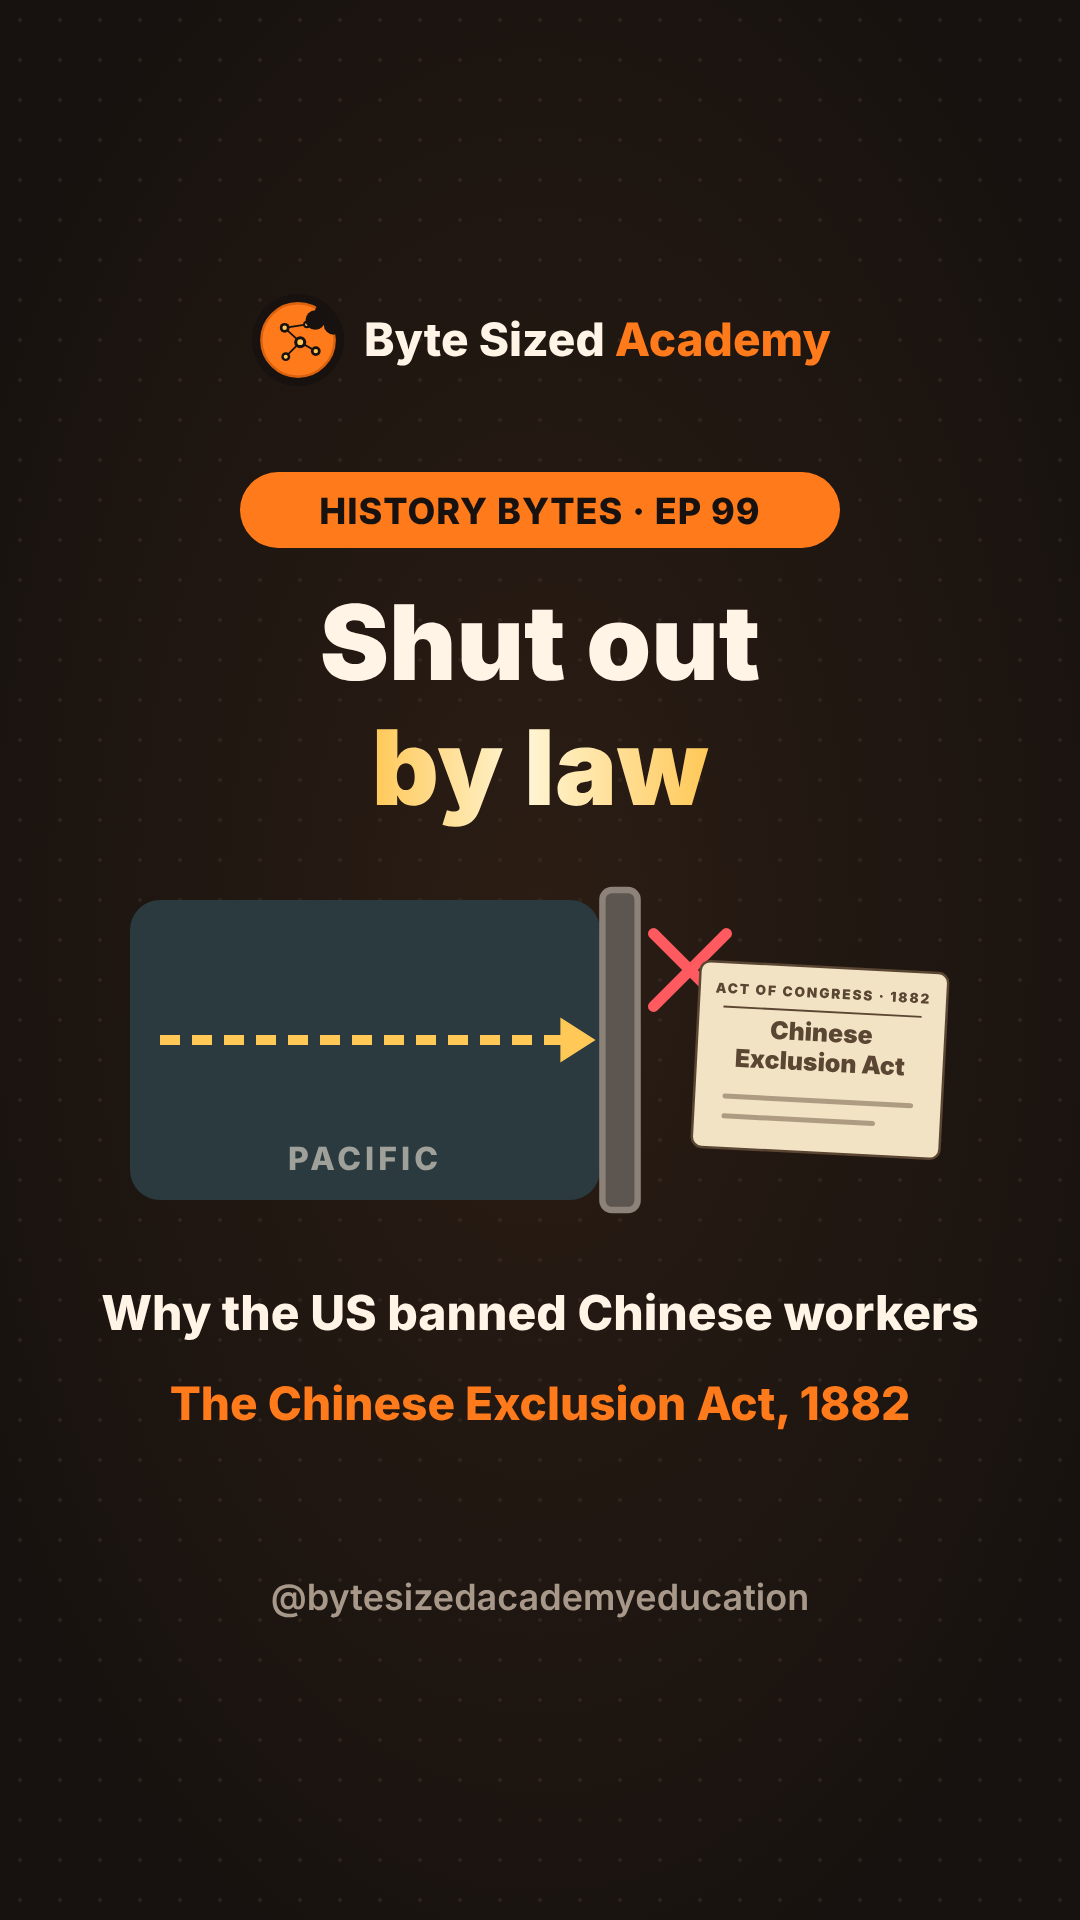 Byte Sized Academy
HISTORY BYTES · EP 99
Shut out
by law
ACT OF CONGRESS · 1882
Chinese
Exclusion Act
PACIFIC
Why the US banned Chinese workers
The Chinese Exclusion Act, 1882
@bytesizedacademyeducation